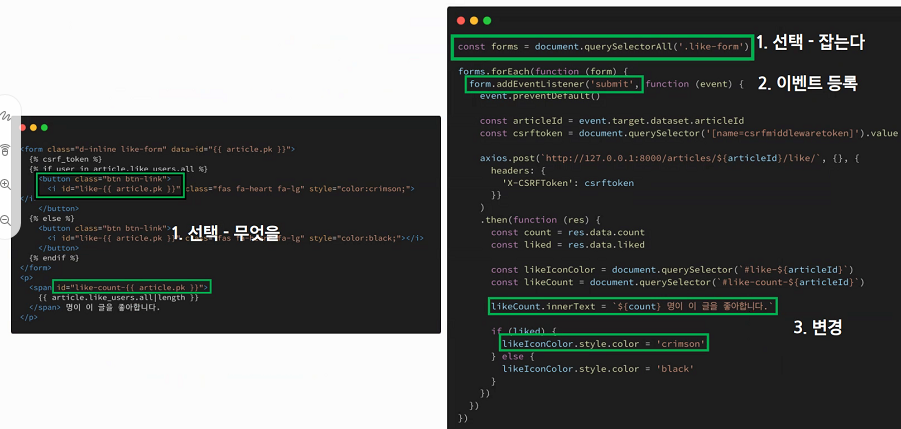 <form class="d-inline like-form" data-id="{{ article.pk }}">
{% csrf_token %}
{% if user in article.like_users.all %}
<button class="btn btn-link">
<i id="like-{{ article.pk }}" class="fas fa-heart fa-lg" style="color:crimson;">
</i
</button>
{% else %}
<button class="btn btn-link">
<i id="like-{{ article.pk }}" class="fas fa-lg" style="color:black;"></i>
1. 선택 - 무엇을
</button>
{% endif %}
</form>
<p>
<span id="like-count-{{ article.pk }}">
{{ article.like_users.all|length }}
</span> 명이 이 글을 좋아합니다.
</p>
const forms = document.querySelectorAll('.like-form')
1. 선택 - 잡는다
forms.forEach(function (form) {
form.addEventListener('submit', function (event) {
2. 이벤트 등록
event.preventDefault()
const articleId = event.target.dataset.articleId
const csrftoken = document.querySelector('[name=csrfmiddlewaretoken]').value
axios.post(`http://127.0.0.1:8000/articles/${articleId}/like/`, {}, {
headers: {
'X-CSRFToken': csrftoken
}}
)
.then(function (res) {
const count = res.data.count
const liked = res.data.liked
const likeIconColor = document.querySelector(`#like-${articleId}`)
const likeCount = document.querySelector(`#like-count-${articleId}`)
likeCount.innerText = `${count} 명이 이 글을 좋아합니다.`
3. 변경
if (liked) {
likeIconColor.style.color = 'crimson'
} else {
likeIconColor.style.color = 'black'
}
})
})
})